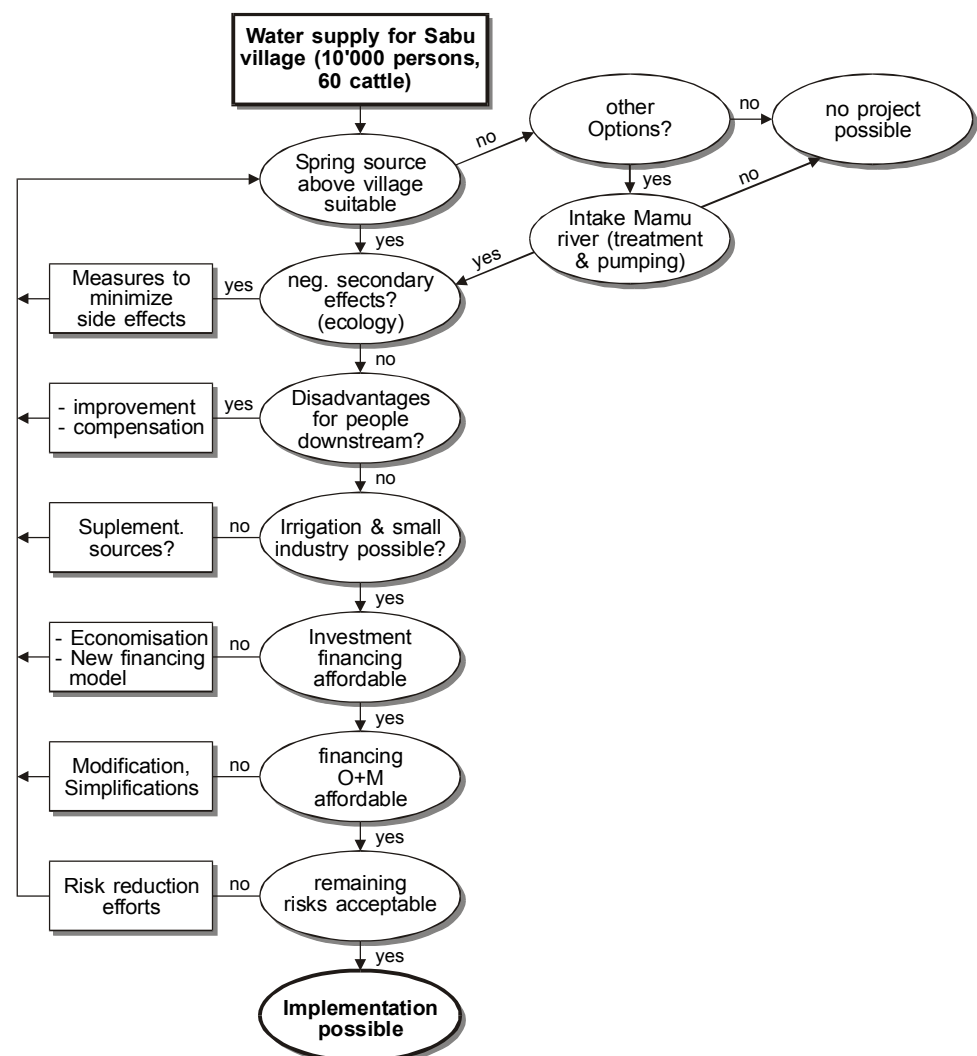 Water supply for Sabu
village (10'000 persons,
60 cattle)
other
Options?
no
no project
possible
no
Spring source
above village
suitable
yes
no
Intake Mamu
river (treatment
& pumping)
yes
yes
Measures to
minimize
side effects
yes
neg. secondary
effects?
(ecology)
no
- improvement
- compensation
yes
Disadvantages
for people
downstream?
no
Suplement.
sources?
no
Irrigation & small
industry possible?
yes
- Economisation
- New financing
model
no
Investment
financing
affordable
yes
Modification,
Simplifications
no
financing
O+M
affordable
yes
Risk reduction
efforts
no
remaining
risks acceptable
yes
Implementation
possible